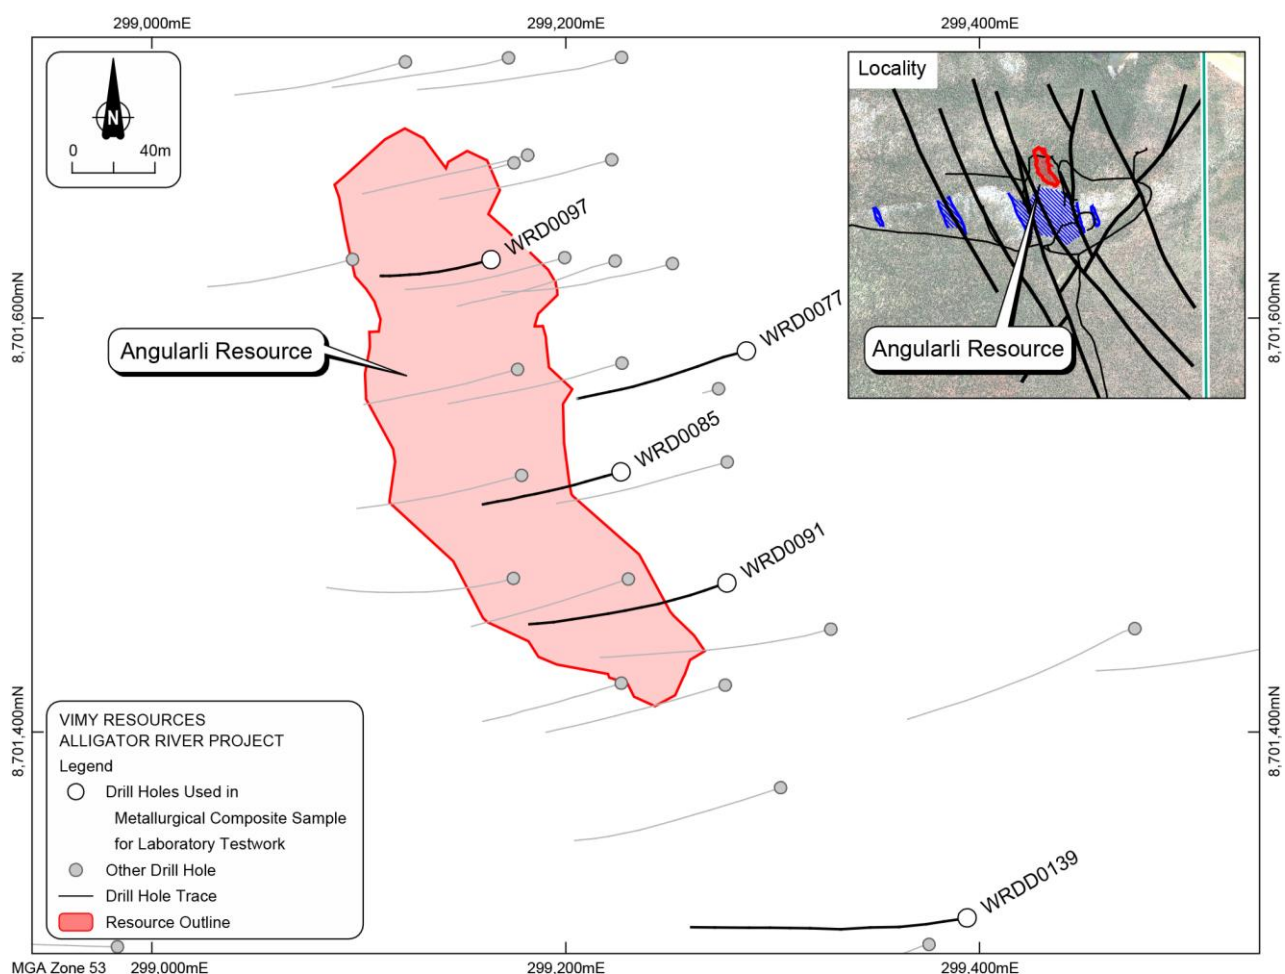 299,000mE
299,200mE
299,400mE
N
0
40m
Locality
Angularli Resource
WRD0097
8,701,600mN
8,701,600mN
WRD0077
Angularli Resource
WRD0085
WRD0091
8,701,400mN
8,701,400mN
VIMY RESOURCES
ALLIGATOR RIVER PROJECT
Legend
Drill Holes Used in
Metallurgical Composite Sample
for Laboratory Testwork
Other Drill Hole
Drill Hole Trace
Resource Outline
WRDD0139
MGA Zone 53
299,000mE
299,200mE
299,400mE